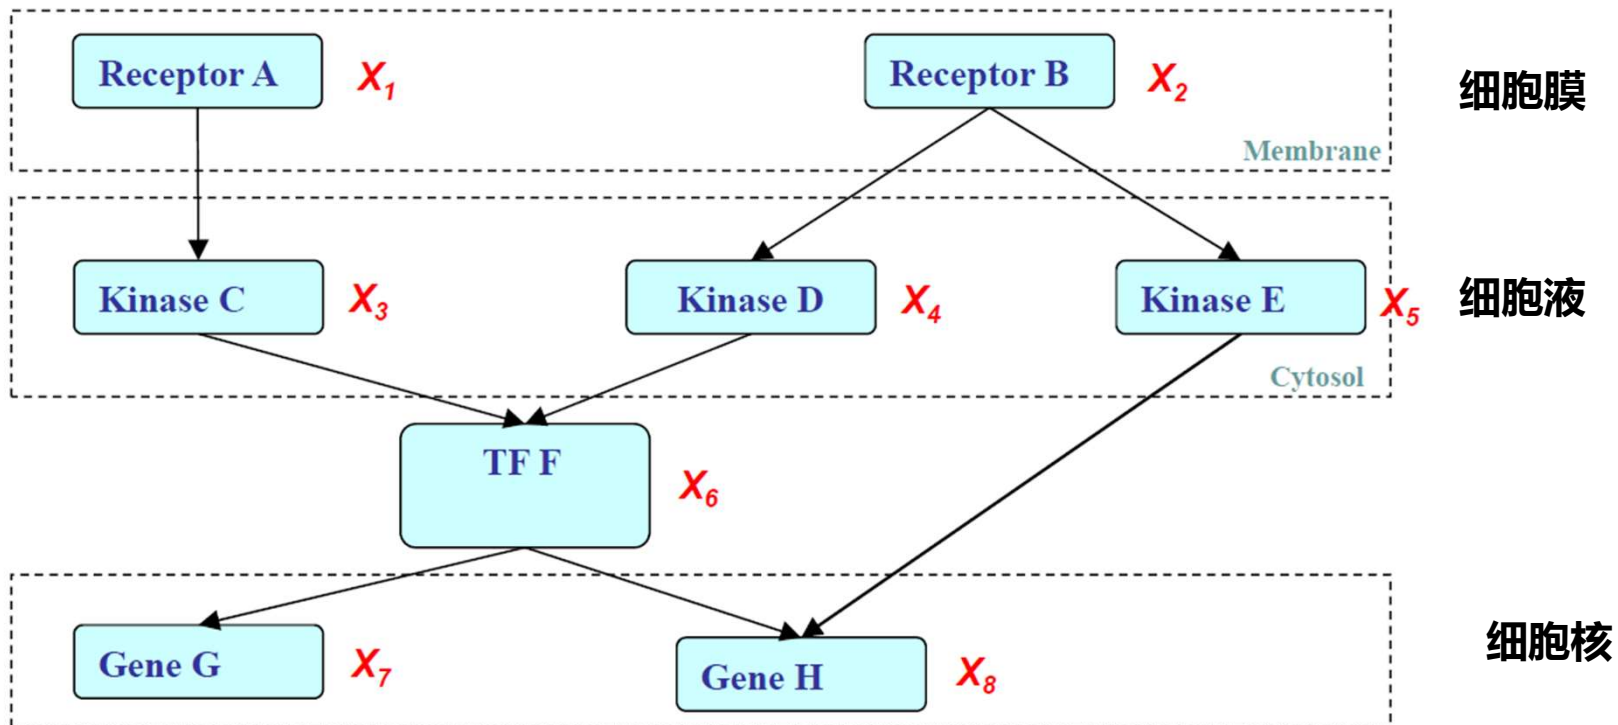 Receptor A
X1
Receptor B
X2
细胞膜
Membrane
Kinase C
X3
Kinase D
X4
Kinase E
X5
细胞液
Cytosol
TF F
X6
Gene G
X7
Gene H
X8
细胞核